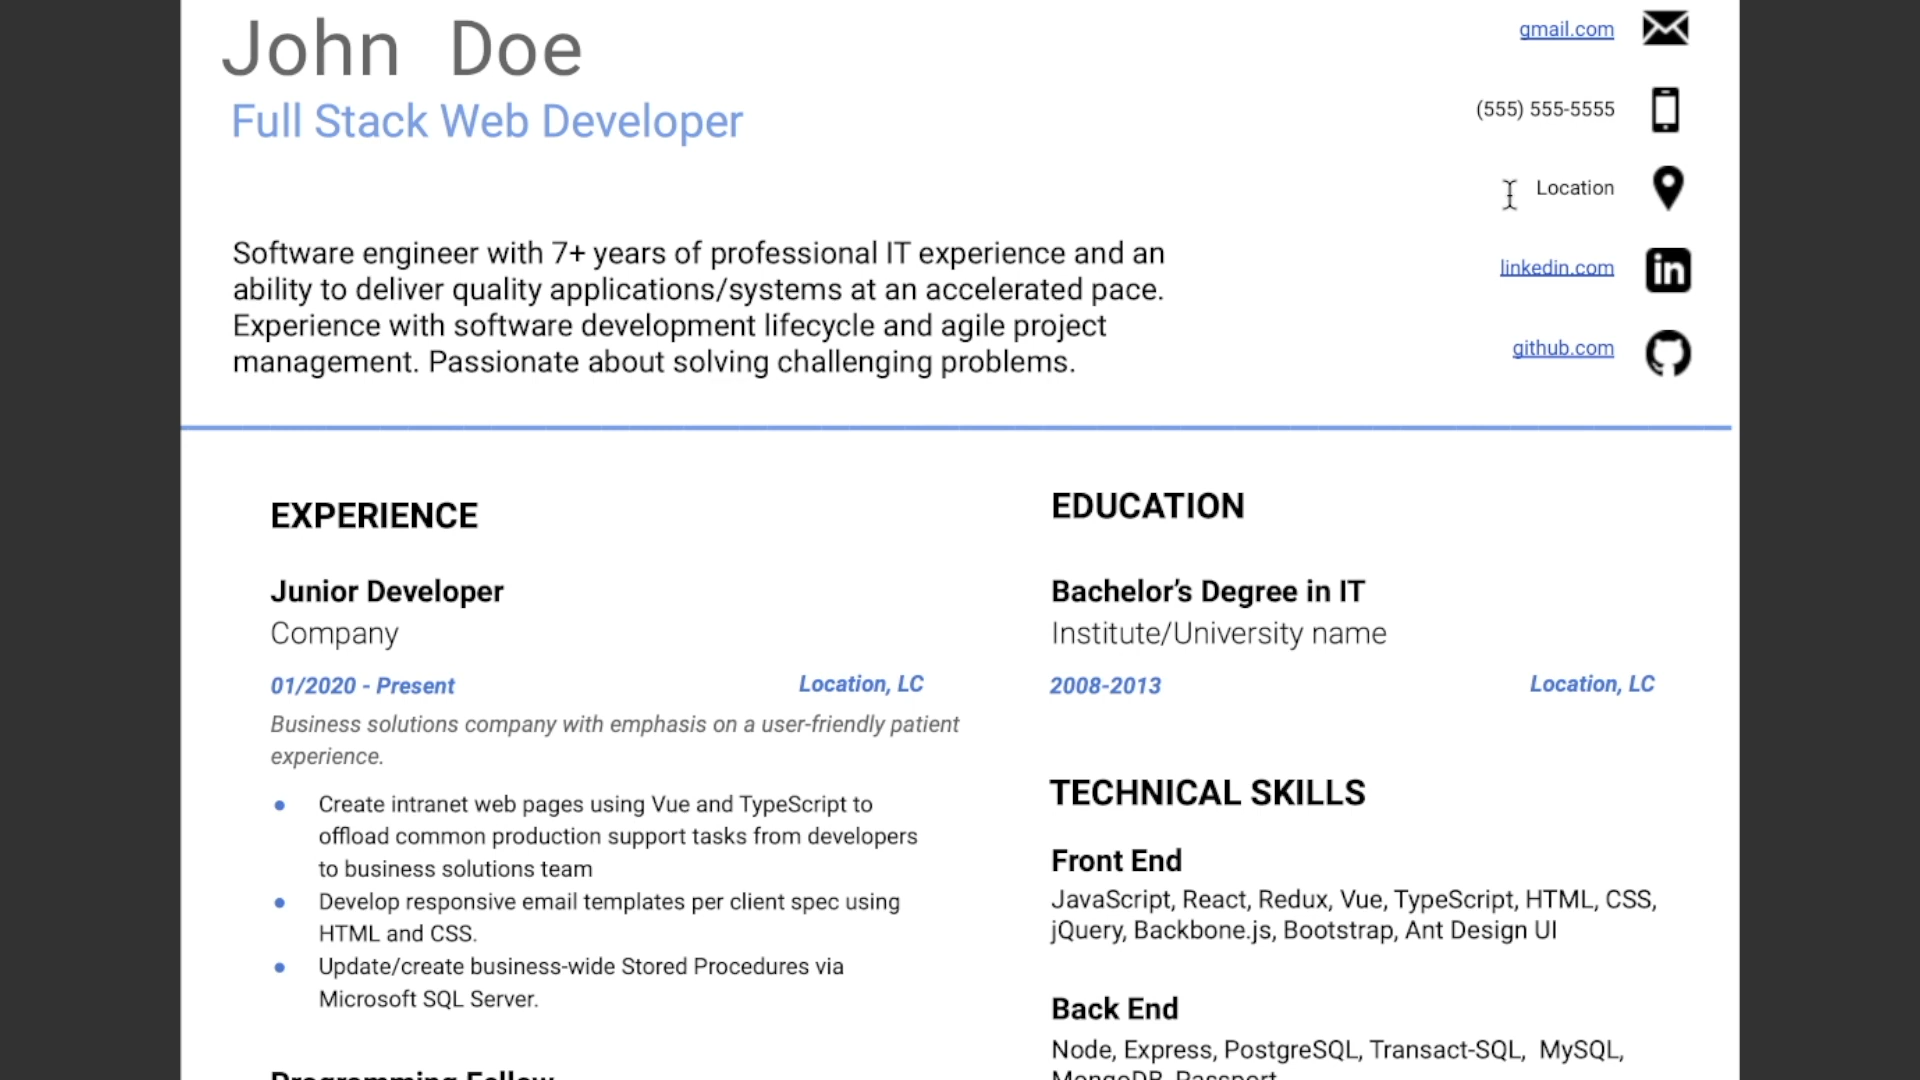 John Doe
Full Stack Web Developer
gmail.com
(555) 555-5555
Location
linkedin.com
github.com
Software engineer with 7+ years of professional IT experience and an
ability to deliver quality applications/systems at an accelerated pace.
Experience with software development lifecycle and agile project
management. Passionate about solving challenging problems.
EXPERIENCE
Junior Developer
Company
01/2020 - Present Location, LC
Business solutions company with emphasis on a user-friendly patient
experience.
● Create intranet web pages using Vue and TypeScript to
offload common production support tasks from developers
to business solutions team
● Develop responsive email templates per client spec using
HTML and CSS.
● Update/create business-wide Stored Procedures via
Microsoft SQL Server.
Programming Fellow
EDUCATION
Bachelor’s Degree in IT
Institute/University name
2008-2013 Location, LC
TECHNICAL SKILLS
Front End
JavaScript, React, Redux, Vue, TypeScript, HTML, CSS,
jQuery, Backbone.js, Bootstrap, Ant Design UI
Back End
Node, Express, PostgreSQL, Transact-SQL, MySQL,
MongoDB, Passport